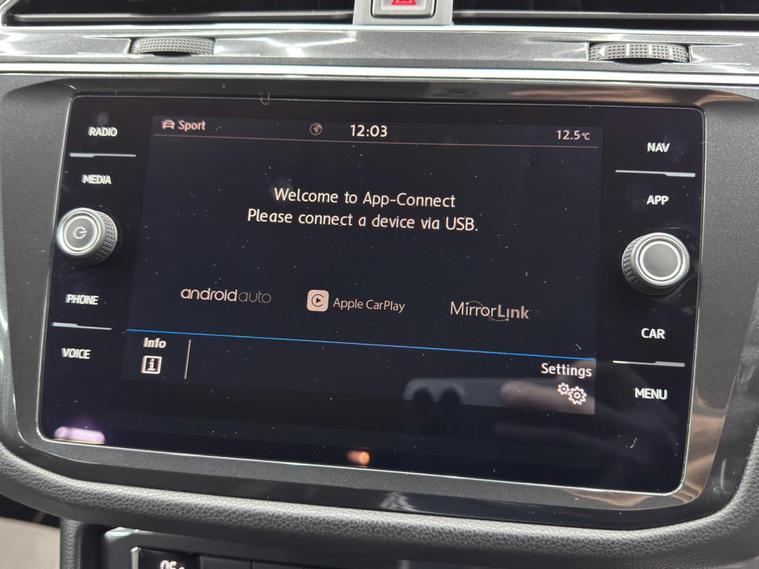 RADIO
MEDIA
PHONE
VOICE
Sport
12:03
12.5°C
Welcome to App-Connect
Please connect a device via USB.
androidauto
Apple CarPlay
MirrorLink
Info
Settings
NAV
APP
CAR
MENU